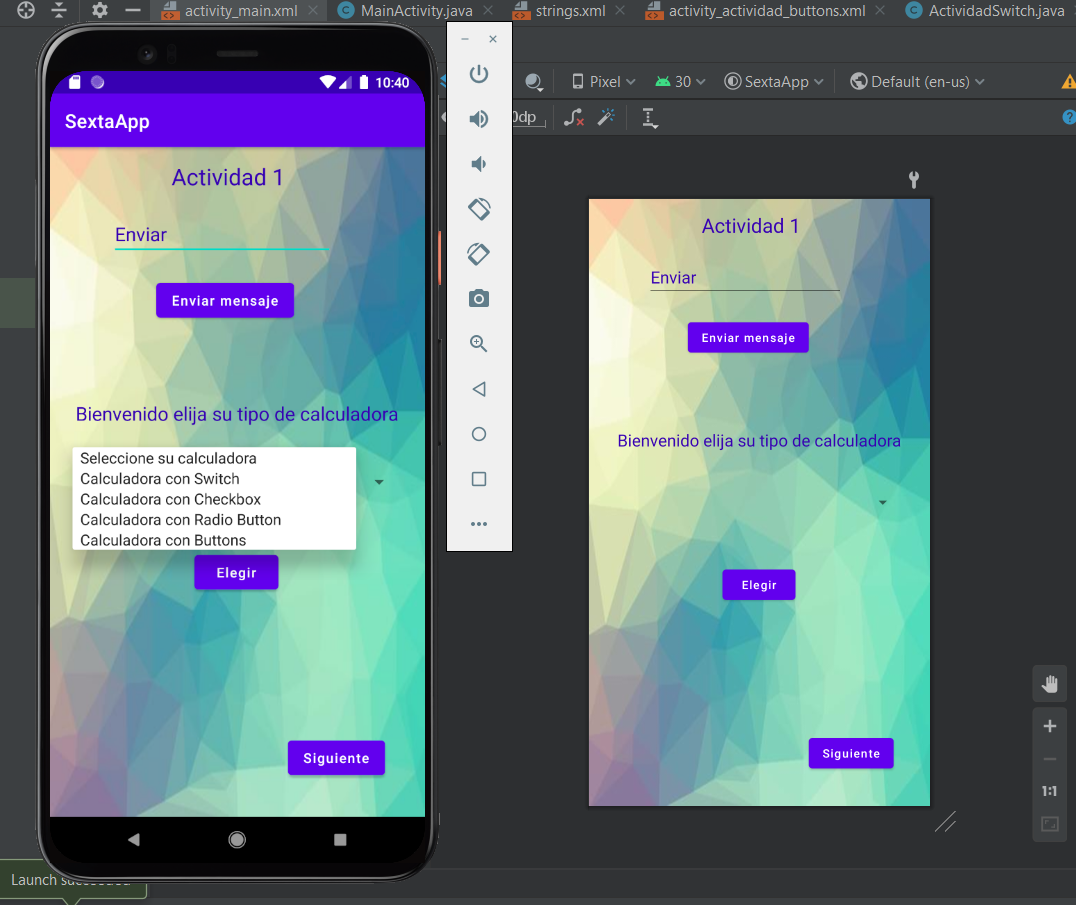 activity_main.xml
MainActivity.java
strings.xml
activity_actividad_buttons.xml
ActividadSwitch.java
10:40
Pixel
30
SextaApp
Default (en-us)
SextaApp
0dp
Actividad 1
Enviar
Enviar mensaje
Bienvenido elija su tipo de calculadora
Seleccione su calculadora
Calculadora con Switch
Calculadora con Checkbox
Calculadora con Radio Button
Calculadora con Buttons
Elegir
Siguiente
Actividad 1
Enviar
Enviar mensaje
Bienvenido elija su tipo de calculadora
Elegir
Siguiente
1:1
Launch succeeded